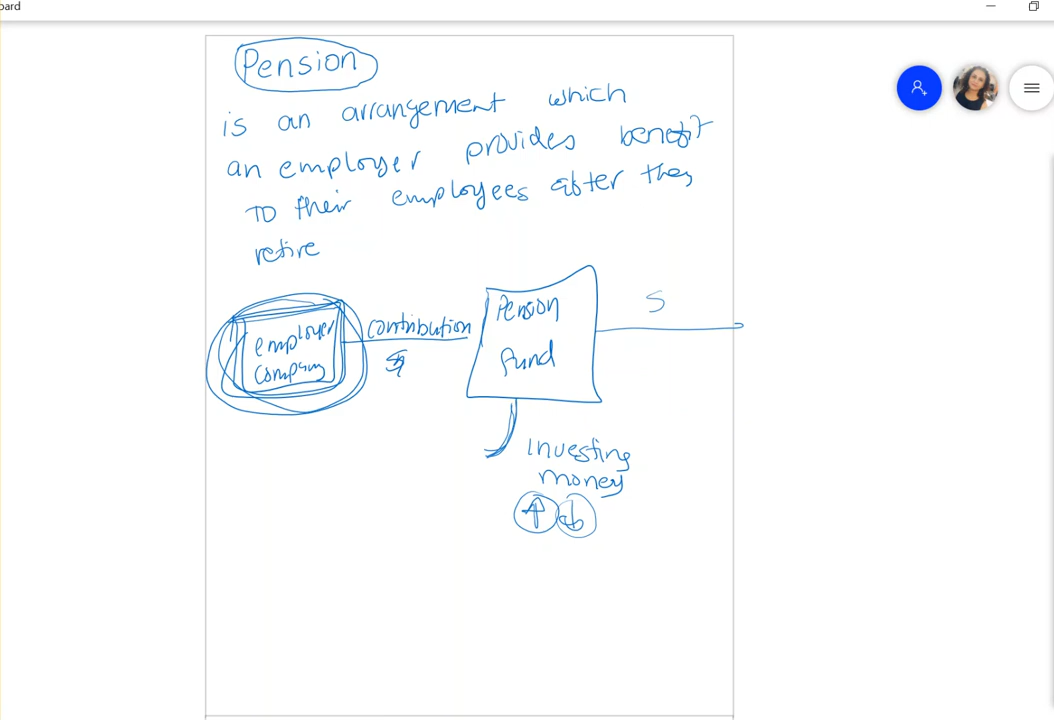 oard
Pension
is an arrangement which
an employer provides benefit
to their employees after they
retire
employer
company
contribution
$
Pension
fund
S
Investing
money